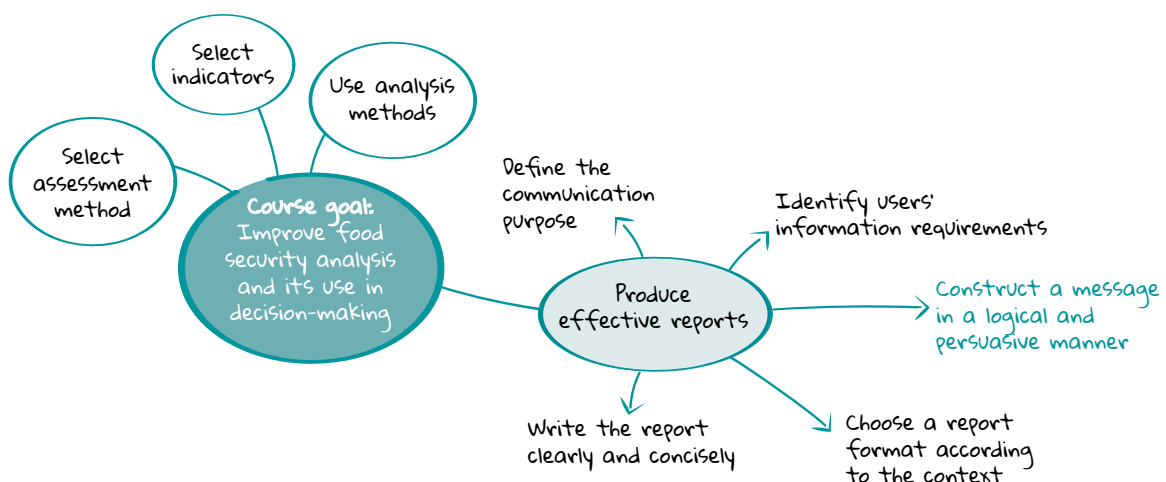 Select
indicators
Use analysis
methods
Select
assessment
method
Course goal:
Improve food
security analysis
and its use in
decision-making
Define the
communication
purpose
Identify users'
information requirements
Produce
effective reports
Construct a message
in a logical and
persuasive manner
Write the report
clearly and concisely
Choose a report
format according
to the context